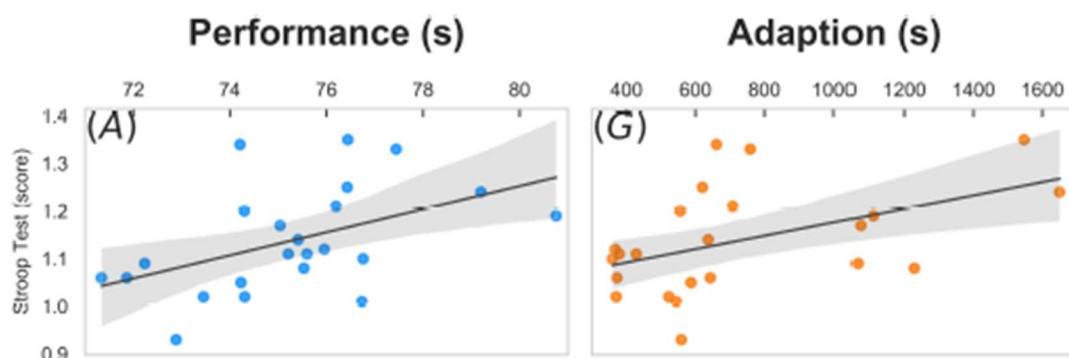 Performance (s)
Adaption (s)
72 74 76 78 80
400 600 800 1000 1200 1400 1600
Stroop Test (score)
1.4
1.3
1.2
1.1
1.0
0.9
(A)
(G)